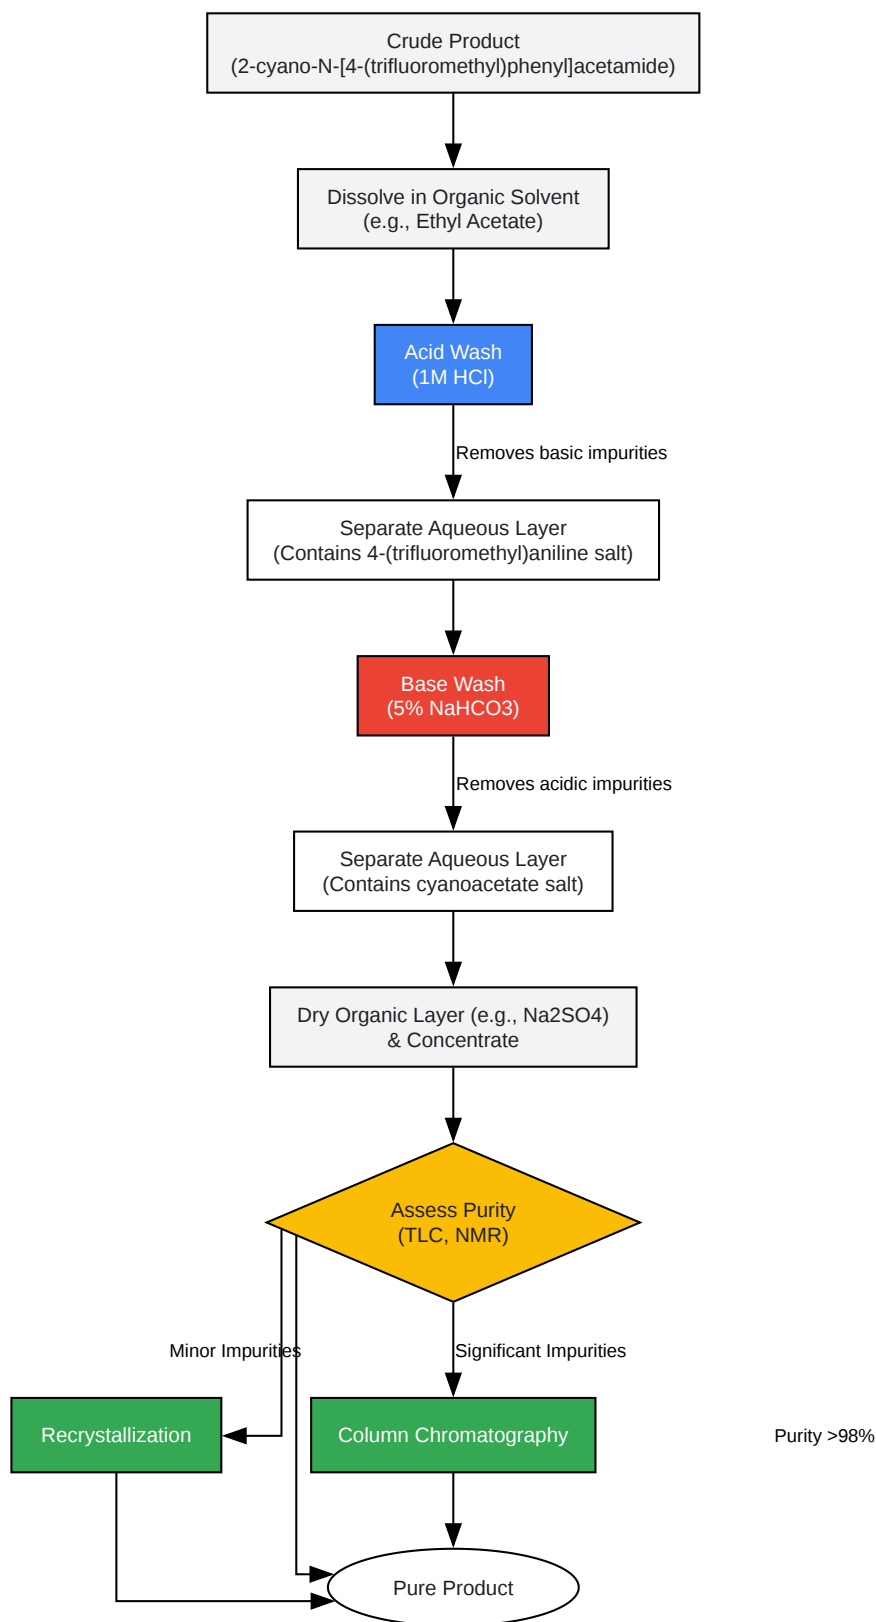 Crude Product
(2-cyano-N-[4-(trifluoromethyl)phenyl]acetamide)
Dissolve in Organic Solvent
(e.g., Ethyl Acetate)
Acid Wash
(1M HCl)
Removes basic impurities
Separate Aqueous Layer
(Contains 4-(trifluoromethyl)aniline salt)
Base Wash
(5% NaHCO3)
Removes acidic impurities
Separate Aqueous Layer
(Contains cyanoacetate salt)
Dry Organic Layer (e.g., Na2SO4)
& Concentrate
Assess Purity
(TLC, NMR)
Minor Impurities
Significant Impurities
Recrystallization
Column Chromatography
Purity >98%
Pure Product